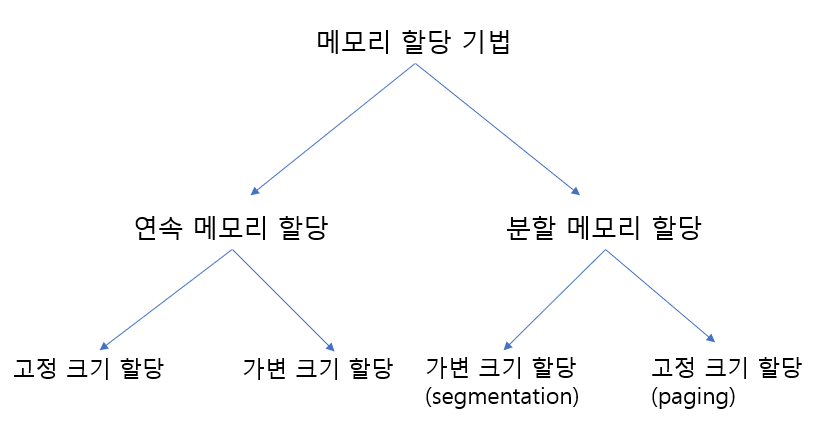 메모리 할당 기법
연속 메모리 할당
분할 메모리 할당
고정 크기 할당
가변 크기 할당
가변 크기 할당
(segmentation)
고정 크기 할당
(paging)